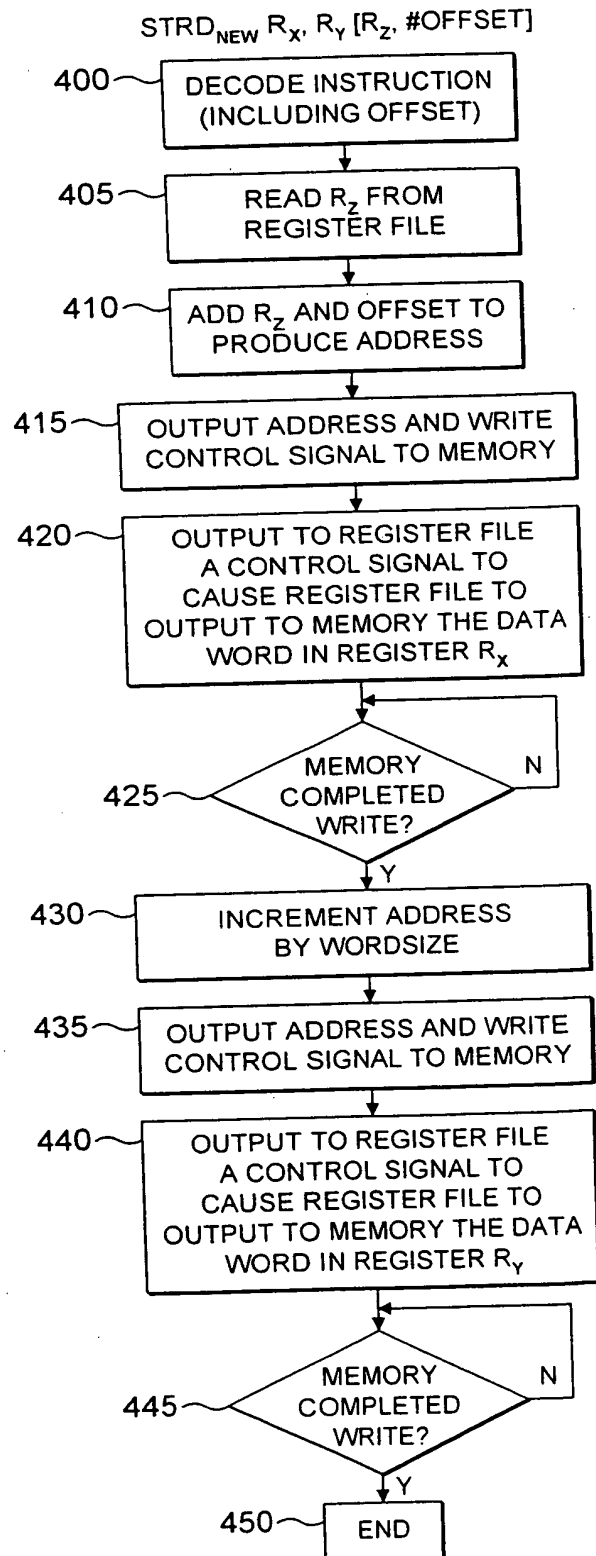 STRD_NEW R_X, R_Y [R_Z, #OFFSET]
400
DECODE INSTRUCTION
(INCLUDING OFFSET)
405
READ R_Z FROM
REGISTER FILE
410
ADD R_Z AND OFFSET TO
PRODUCE ADDRESS
415
OUTPUT ADDRESS AND WRITE
CONTROL SIGNAL TO MEMORY
420
OUTPUT TO REGISTER FILE
A CONTROL SIGNAL TO
CAUSE REGISTER FILE TO
OUTPUT TO MEMORY THE DATA
WORD IN REGISTER R_X
425
MEMORY
COMPLETED
WRITE?
N
Y
430
INCREMENT ADDRESS
BY WORDSIZE
435
OUTPUT ADDRESS AND WRITE
CONTROL SIGNAL TO MEMORY
440
OUTPUT TO REGISTER FILE
A CONTROL SIGNAL TO
CAUSE REGISTER FILE TO
OUTPUT TO MEMORY THE DATA
WORD IN REGISTER R_Y
445
MEMORY
COMPLETED
WRITE?
N
Y
450
END